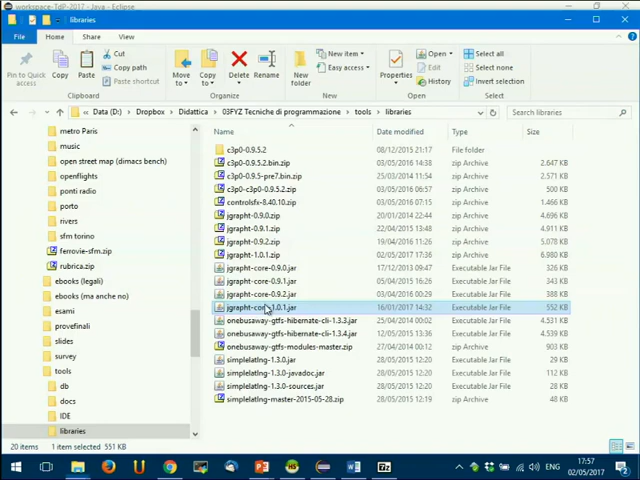 workspace-TdP-2017 - Java - Eclipse
libraries
File
Home
Share
View
Pin to Quick Access
Copy
Paste
Cut
Copy path
Paste shortcut
Clipboard
Move to
Copy to
Delete
Rename
Organize
New folder
New item
Easy access
New
Properties
Open
Edit
History
Open
Select all
Select none
Invert selection
Select
Data (D:) > Dropbox > Didattica > 03FYZ Tecniche di programmazione > tools > libraries
Search libraries
metro Paris
music
open street map (dimacs bench)
openflights
ponti radio
porto
rivers
sfm torino
ferrovie-sfm.zip
rubrica.zip
ebooks (legali)
ebooks (ma anche no)
esami
provefinali
slides
survey
tools
db
docs
IDE
libraries
Name Date modified Type Size
c3p0-0.9.5.2 08/12/2015 21:17 File folder
c3p0-0.9.5.2.bin.zip 03/05/2016 14:38 zip Archive 2.647 KB
c3p0-0.9.5-pre7.bin.zip 25/03/2014 11:54 zip Archive 2.571 KB
c3p0-c3p0-0.9.5.2.zip 03/05/2016 06:57 zip Archive 500 KB
controlsfx-8.40.10.zip 03/05/2016 07:15 zip Archive
jgrapht-0.9.0.zip 20/01/2014 22:44 zip Archive 4.696 KB
jgrapht-0.9.1.zip 22/04/2015 13:48 zip Archive
jgrapht-0.9.2.zip 19/04/2016 11:26 zip Archive 5.078 KB
jgrapht-1.0.1.zip 02/05/2017 17:36 zip Archive 6.980 KB
jgrapht-core-0.9.0.jar 17/12/2013 09:47 Executable Jar File
jgrapht-core-0.9.1.jar Executable Jar File 343 KB
jgrapht-core-0.9.2.jar 03/04/2016 00:29 Executable Jar File 388 KB
jgrapht-core-1.0.1.jar 16/01/2017 14:32 Executable Jar File 552 KB
onebusaway-gtfs-hibernate-cli-1.3.3.jar 25/04/2014 00:02 Executable Jar File 4.531 KB
onebusaway-gtfs-hibernate-cli-1.3.4.jar 12/05/2015 13:36 Executable Jar File 4.539 KB
onebusaway-gtfs-modules-master.zip 27/04/2014 00:12 zip Archive 903 KB
simplelatlng-1.3.0.jar 28/05/2015 12:20 Executable Jar File 29 KB
simplelatlng-1.3.0-javadoc.jar 28/05/2015 12:20 Executable Jar File 112 KB
simplelatlng-1.3.0-sources.jar 28/05/2015 12:20 Executable Jar File
simplelatlng-master-2015-05-28.zip 28/05/2015 12:19 zip Archive 48 KB
20 items 1 item selected 551 KB
ENG
17:57
02/05/2017